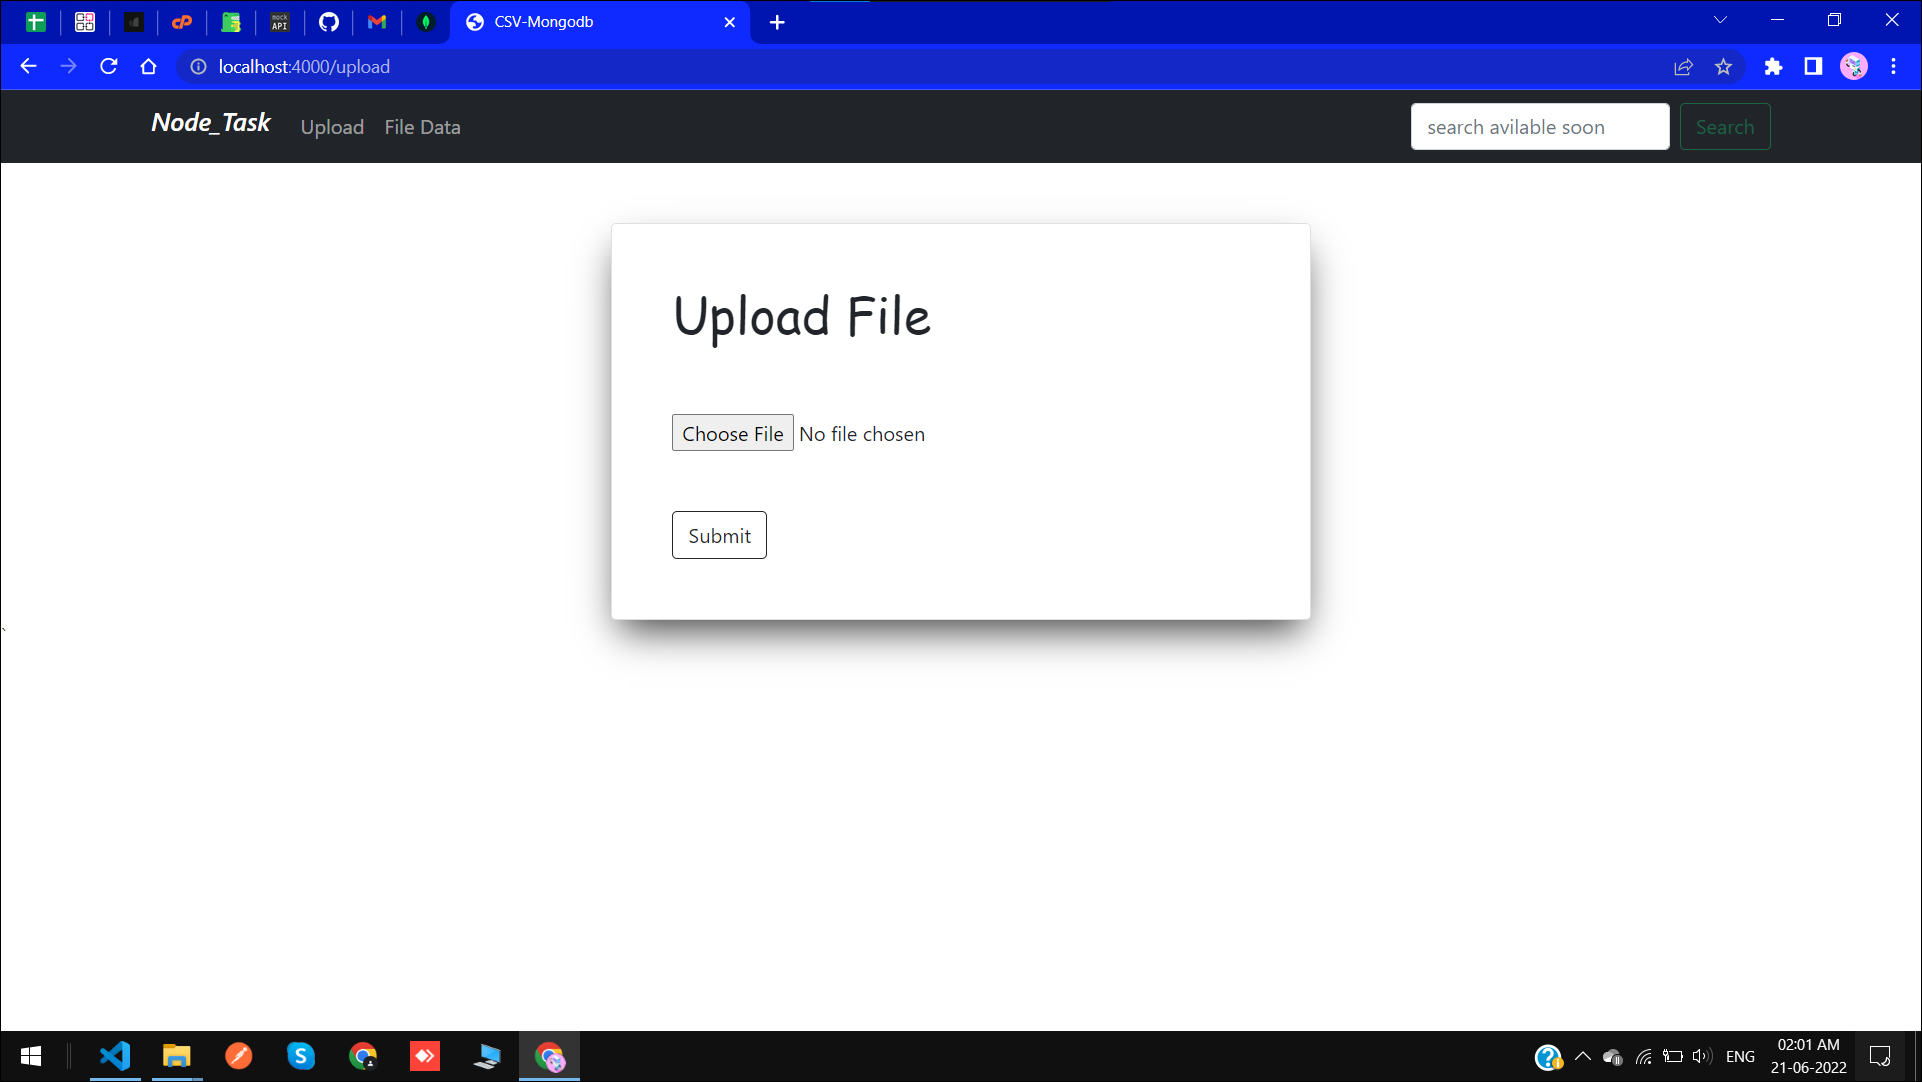 mock
API
CSV-Mongodb
localhost:4000/upload
Node_Task
Upload
File Data
search avilable soon
Search
Upload File
Choose File No file chosen
Submit
`
ENG
02:01 AM
21-06-2022